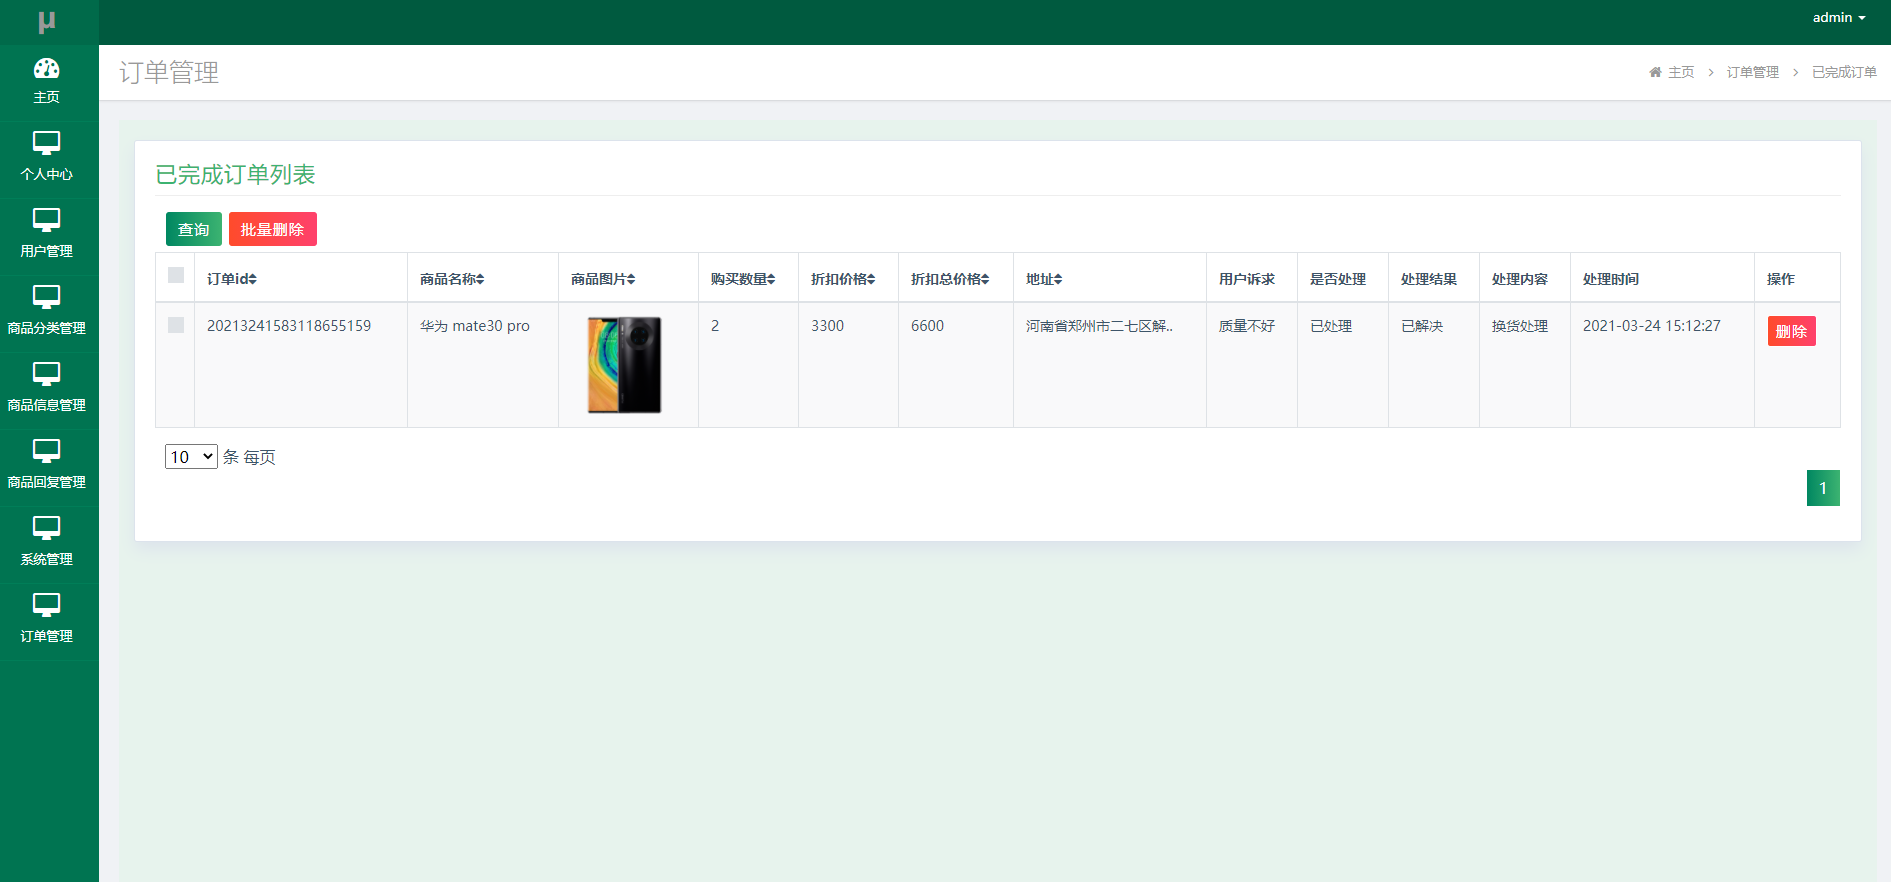 μ
admin
主页
个人中心
用户管理
商品分类管理
商品信息管理
商品回复管理
系统管理
订单管理
订单管理
主页 > 订单管理 > 已完成订单
已完成订单列表
查询 批量删除
订单id 商品名称 商品图片 购买数量 折扣价格 折扣总价格 地址 用户诉求 是否处理 处理结果 处理内容 处理时间 操作
20213241583118655159 华为 mate30 pro 2 3300 6600 河南省郑州市二七区解.. 质量不好 已处理 已解决 换货处理 2021-03-24 15:12:27 删除
10 条 每页
1